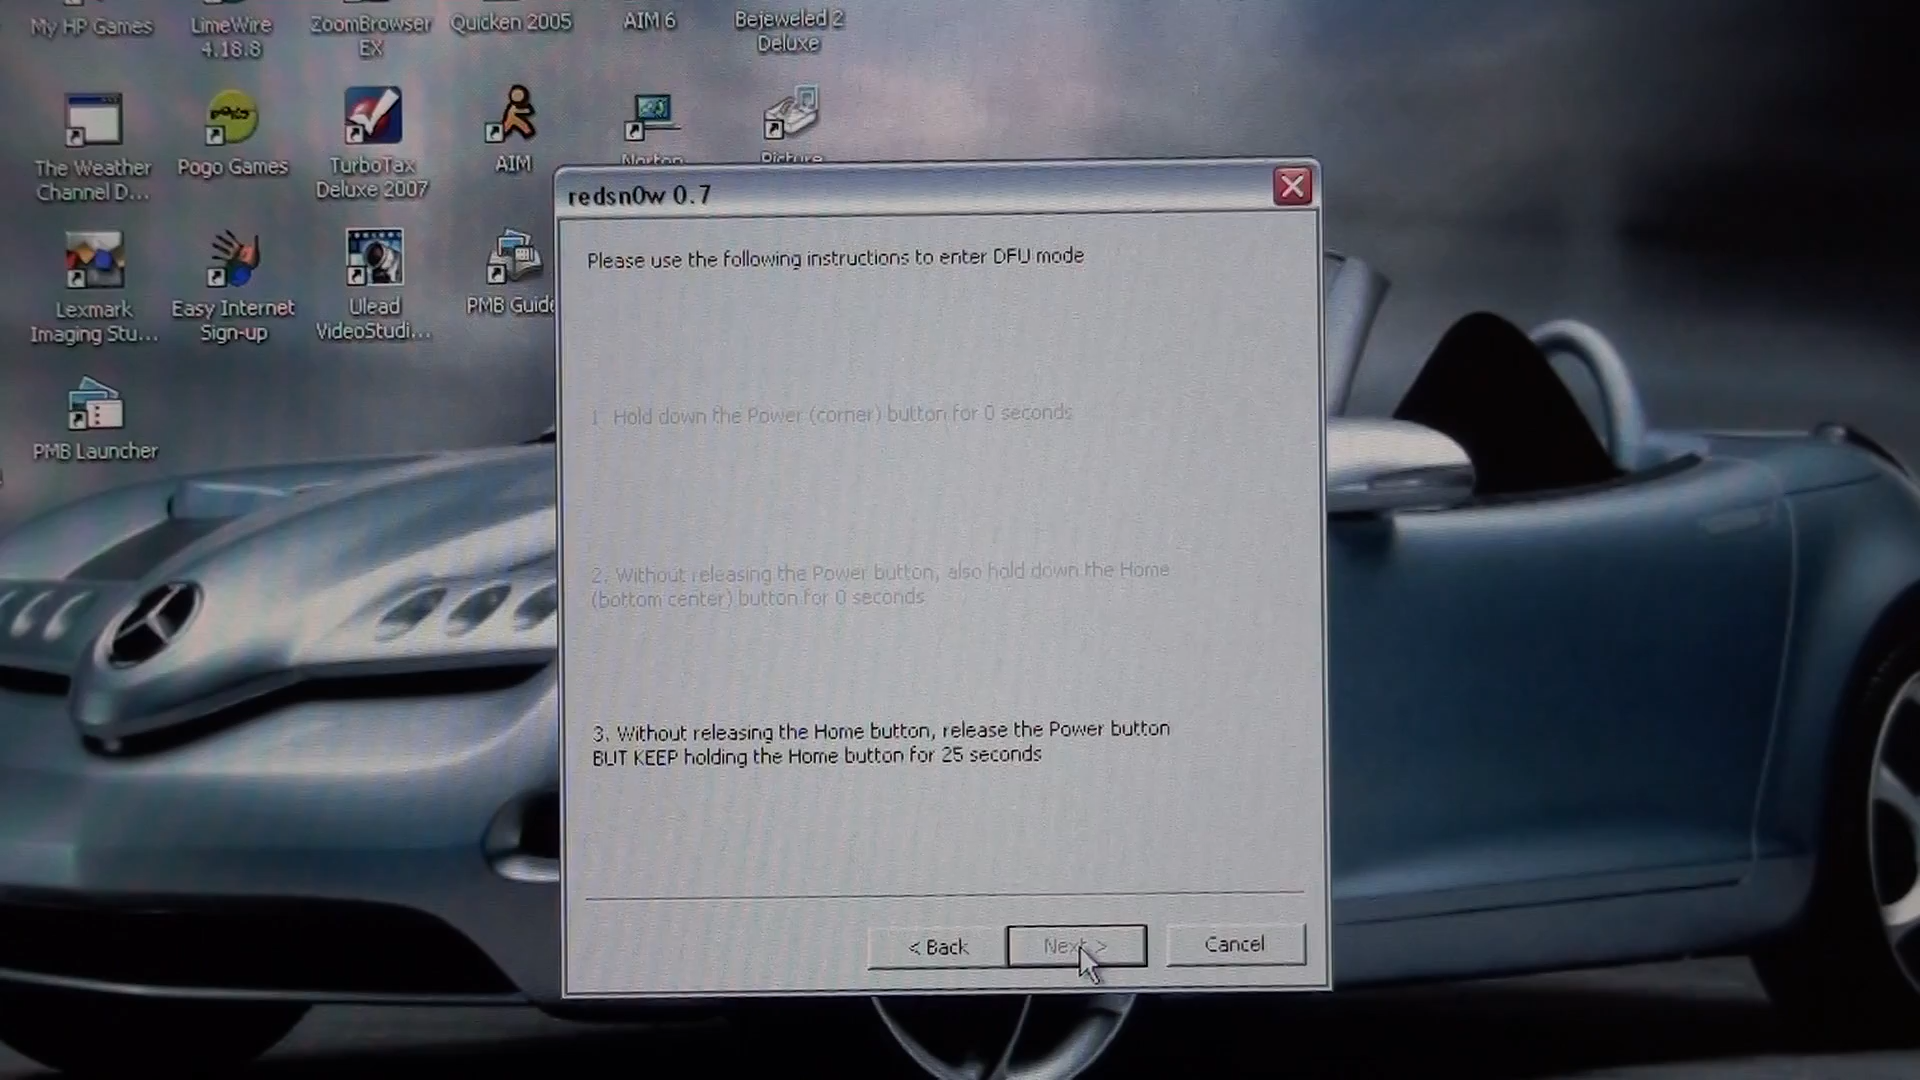 My HP Games
LimeWire
4.18.8
ZoomBrowser
EX
Quicken 2005
AIM 6
Bejeweled 2
Deluxe
The Weather
Channel D...
pogo
Pogo Games
TurboTax
Deluxe 2007
AIM
Norton
Picture
Lexmark
Imaging Stu...
Easy Internet
Sign-up
Ulead
VideoStudi...
PMB Guide
PMB Launcher
redsn0w 0.7
Please use the following instructions to enter DFU mode
1. Hold down the Power (corner) button for 0 seconds
2. Without releasing the Power button, also hold down the Home
(bottom center) button for 0 seconds
3. Without releasing the Home button, release the Power button
BUT KEEP holding the Home button for 25 seconds
< Back
Next >
Cancel